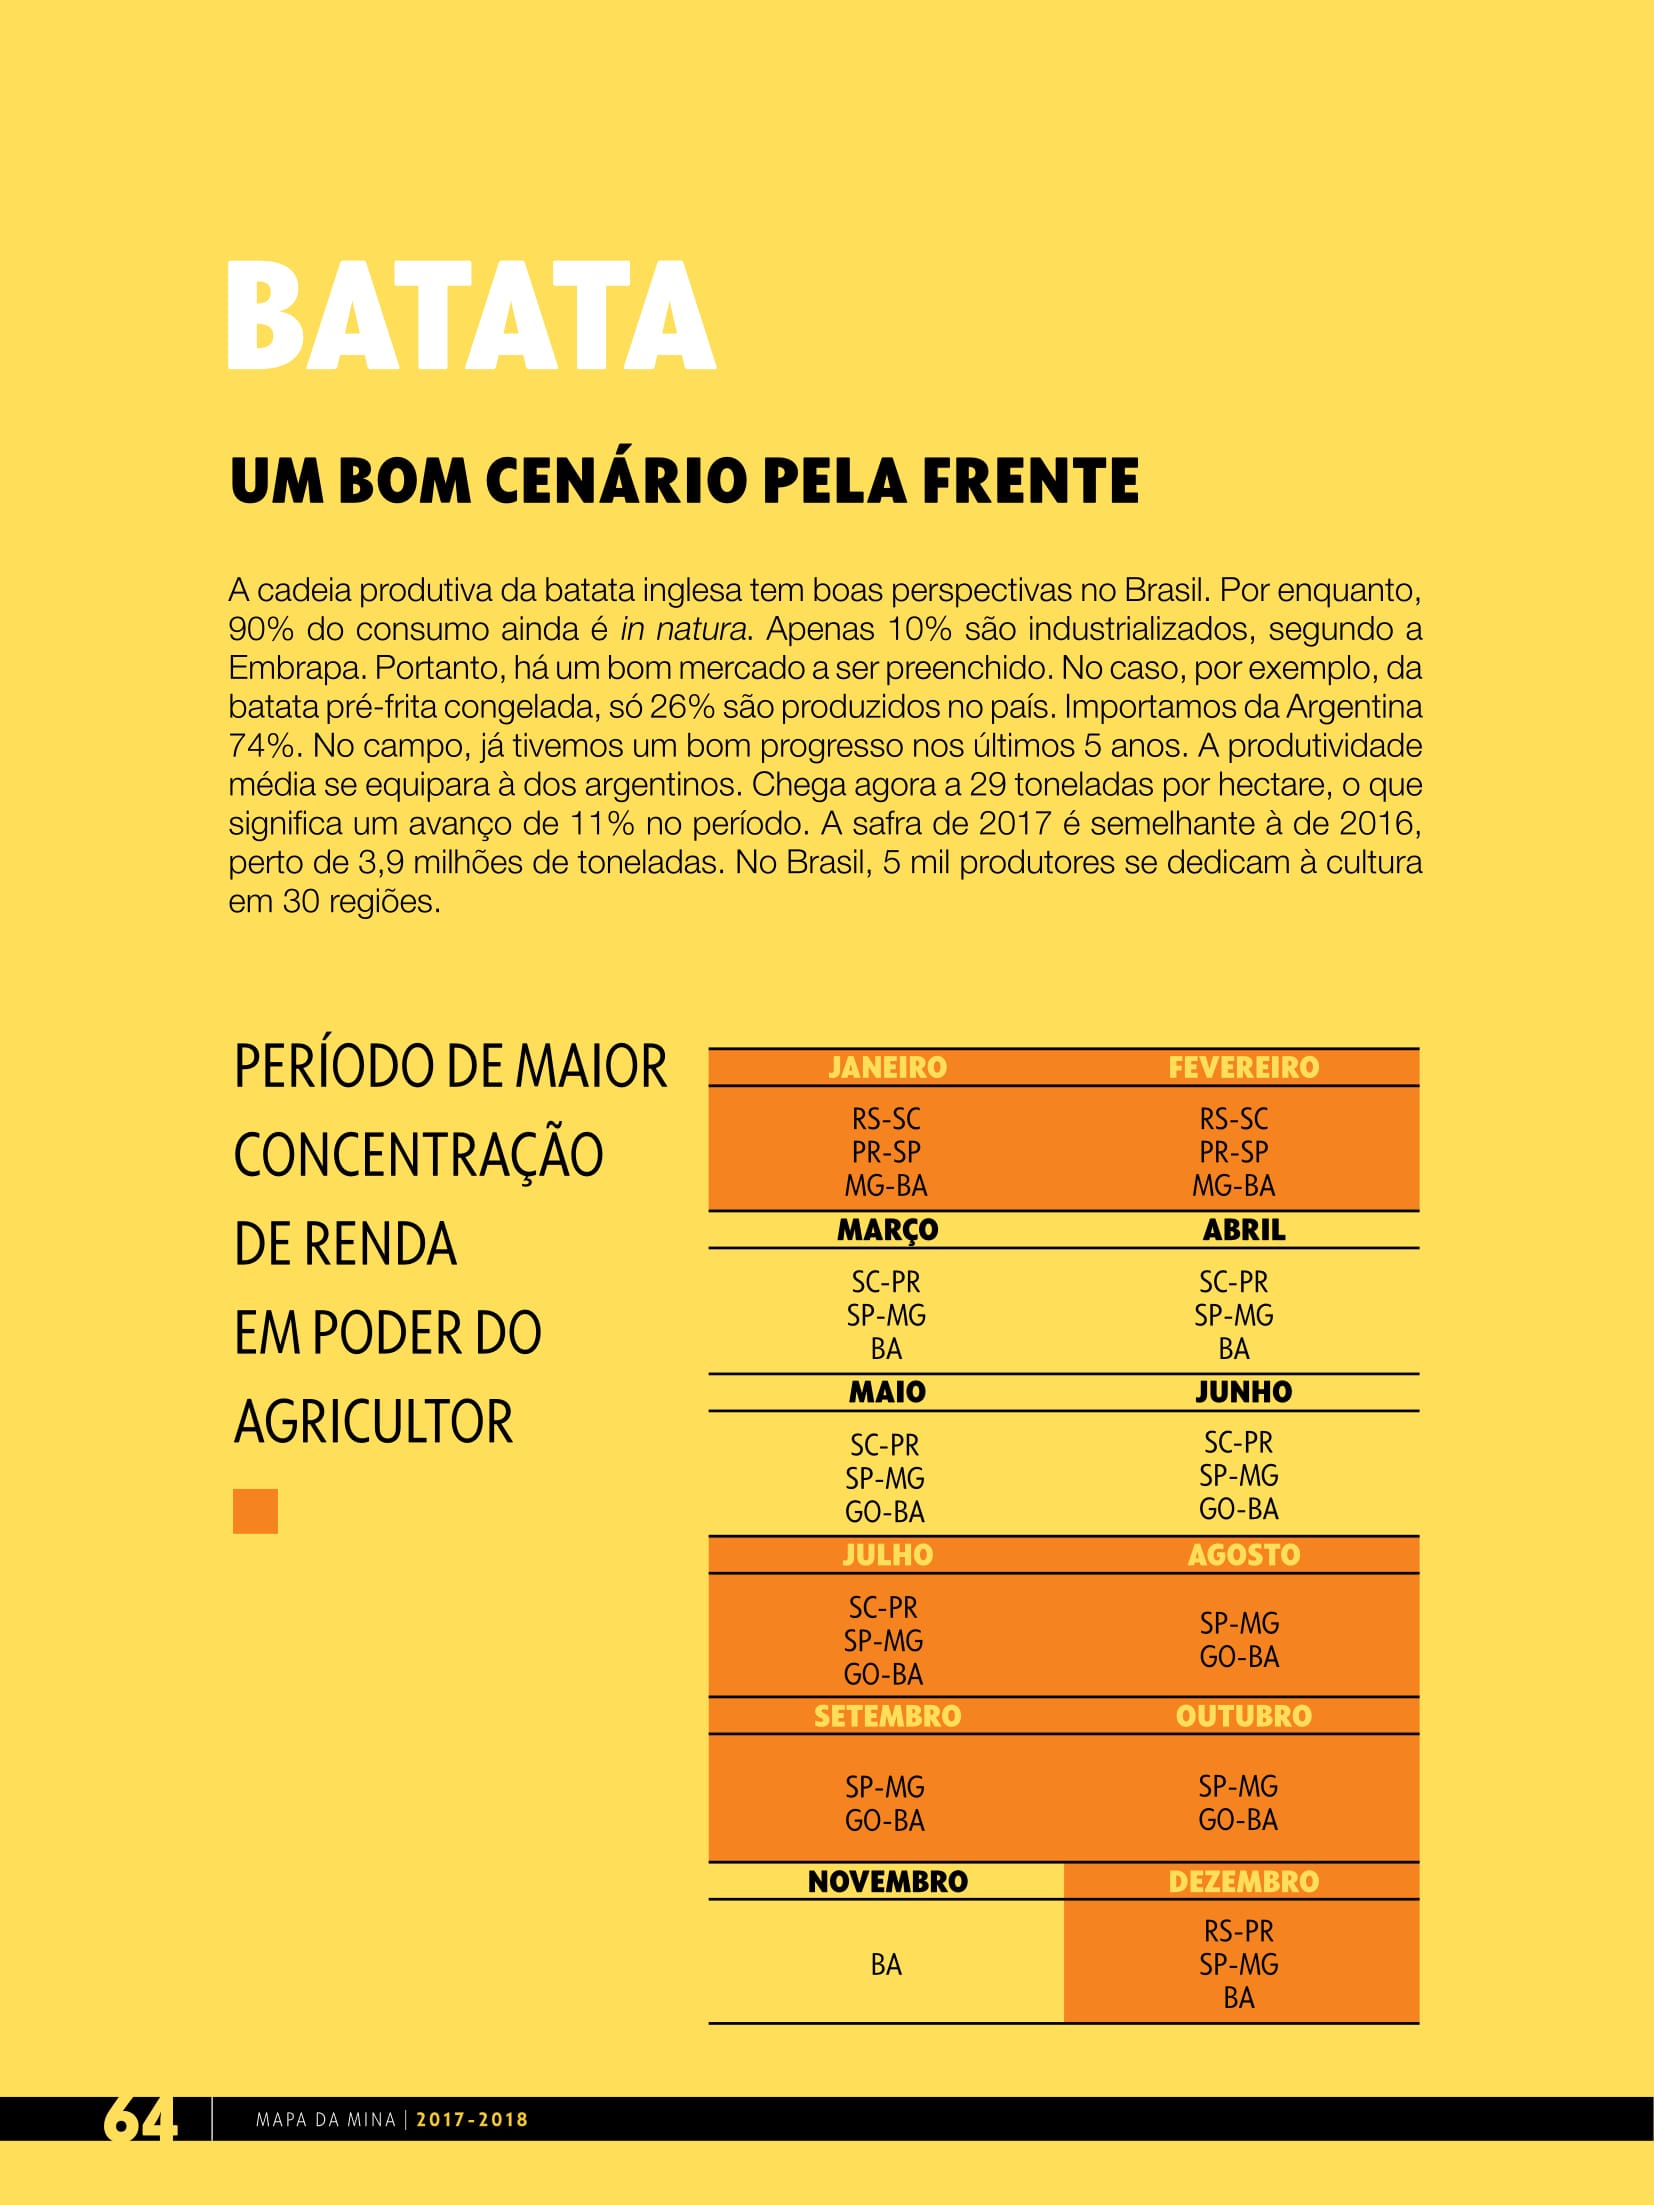 BATATA
UM BOM CENÁRIO PELA FRENTE
A cadeia produtiva da batata inglesa tem boas perspectivas no Brasil. Por enquanto,
90% do consumo ainda é in natura. Apenas 10% são industrializados, segundo a
Embrapa. Portanto, há um bom mercado a ser preenchido. No caso, por exemplo, da
batata pré-frita congelada, só 26% são produzidos no país. Importamos da Argentina
74%. No campo, já tivemos um bom progresso nos últimos 5 anos. A produtividade
média se equipara à dos argentinos. Chega agora a 29 toneladas por hectare, o que
significa um avanço de 11% no período. A safra de 2017 é semelhante à de 2016,
perto de 3,9 milhões de toneladas. No Brasil, 5 mil produtores se dedicam à cultura
em 30 regiões.
PERÍODO DE MAIOR
CONCENTRAÇÃO
DE RENDA
EM PODER DO
AGRICULTOR
JANEIRO FEVEREIRO
RS-SC RS-SC
PR-SP PR-SP
MG-BA MG-BA
MARÇO ABRIL
SC-PR SC-PR
SP-MG SP-MG
BA BA
MAIO JUNHO
SC-PR SC-PR
SP-MG SP-MG
GO-BA GO-BA
JULHO AGOSTO
SC-PR
SP-MG SP-MG
GO-BA GO-BA
SETEMBRO OUTUBRO
SP-MG SP-MG
GO-BA GO-BA
NOVEMBRO DEZEMBRO
RS-PR
BA SP-MG
BA
64 MAPA DA MINA | 2017-2018